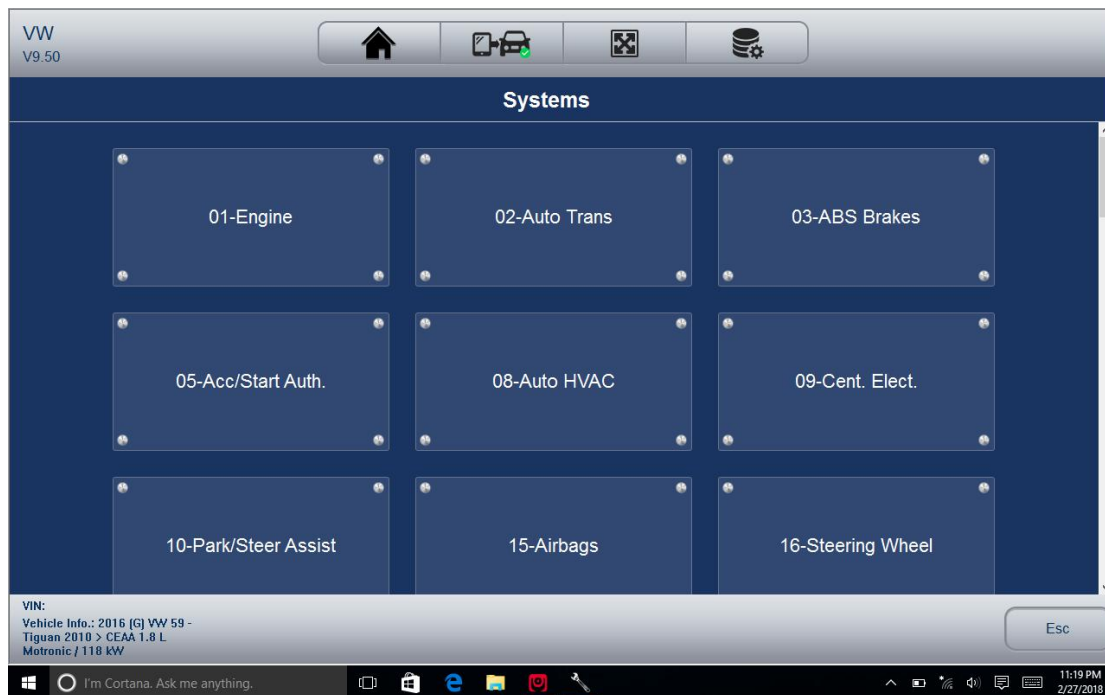 VW
V9.50
Systems
01-Engine
02-Auto Trans
03-ABS Brakes
05-Acc/Start Auth.
08-Auto HVAC
09-Cent. Elect.
10-Park/Steer Assist
15-Airbags
16-Steering Wheel
VIN:
Vehicle Info.: 2016 (G) VW 59 -
Tiguan 2010 > CEAA 1.8 L
Motronic / 118 kW
Esc
I'm Cortana. Ask me anything.
11:19 PM
2/27/2018